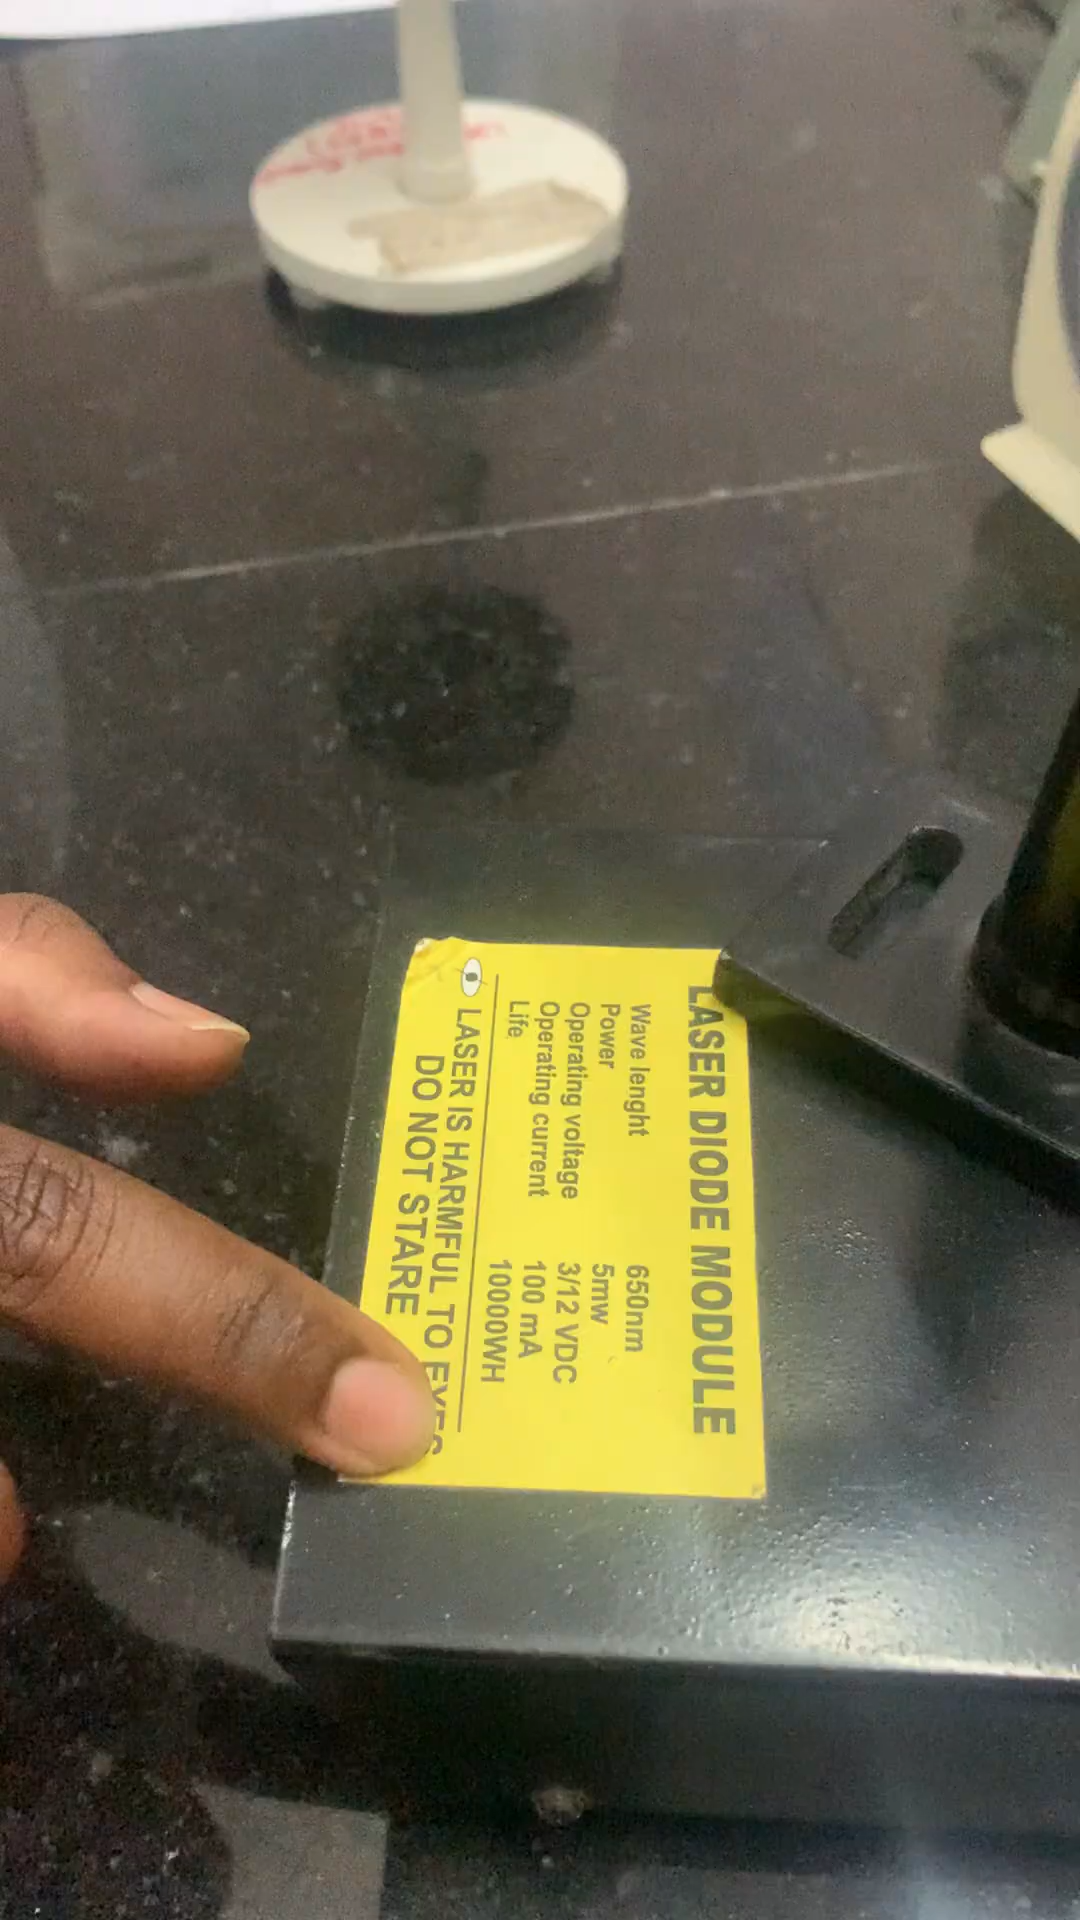 LASER DIODE MODULE
Wave lenght 650nm
Power 5mw
Operating voltage 3/12 VDC
Operating current 100 mA
Life 10000WH
LASER IS HARMFUL TO EYES
DO NOT STARE